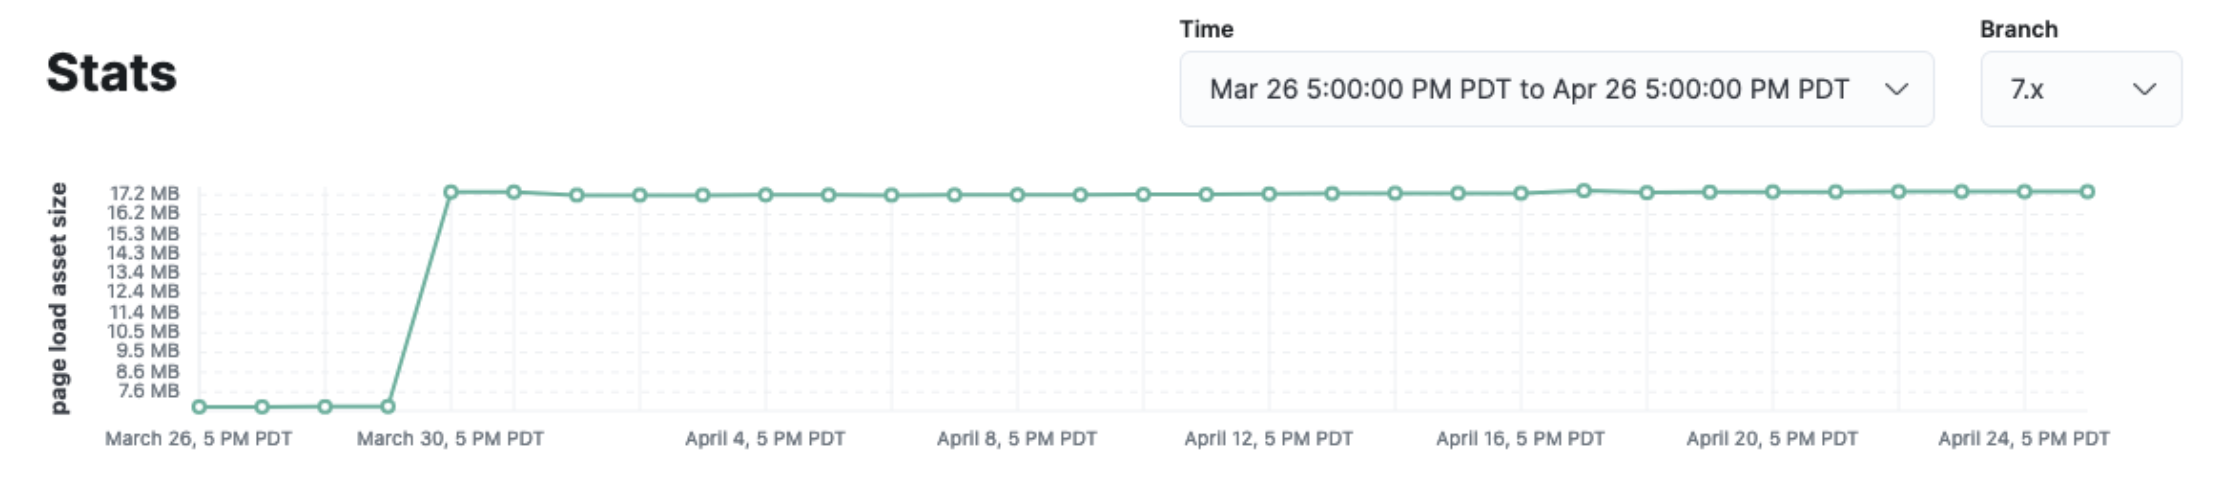 Time
Branch
Stats
Mar 26 5:00:00 PM PDT to Apr 26 5:00:00 PM PDT
7.x
page load asset size
17.2 MB
16.2 MB
15.3 MB
14.3 MB
13.4 MB
12.4 MB
11.4 MB
10.5 MB
9.5 MB
8.6 MB
7.6 MB
March 26, 5 PM PDT
March 30, 5 PM PDT
April 4, 5 PM PDT
April 8, 5 PM PDT
April 12, 5 PM PDT
April 16, 5 PM PDT
April 20, 5 PM PDT
April 24, 5 PM PDT